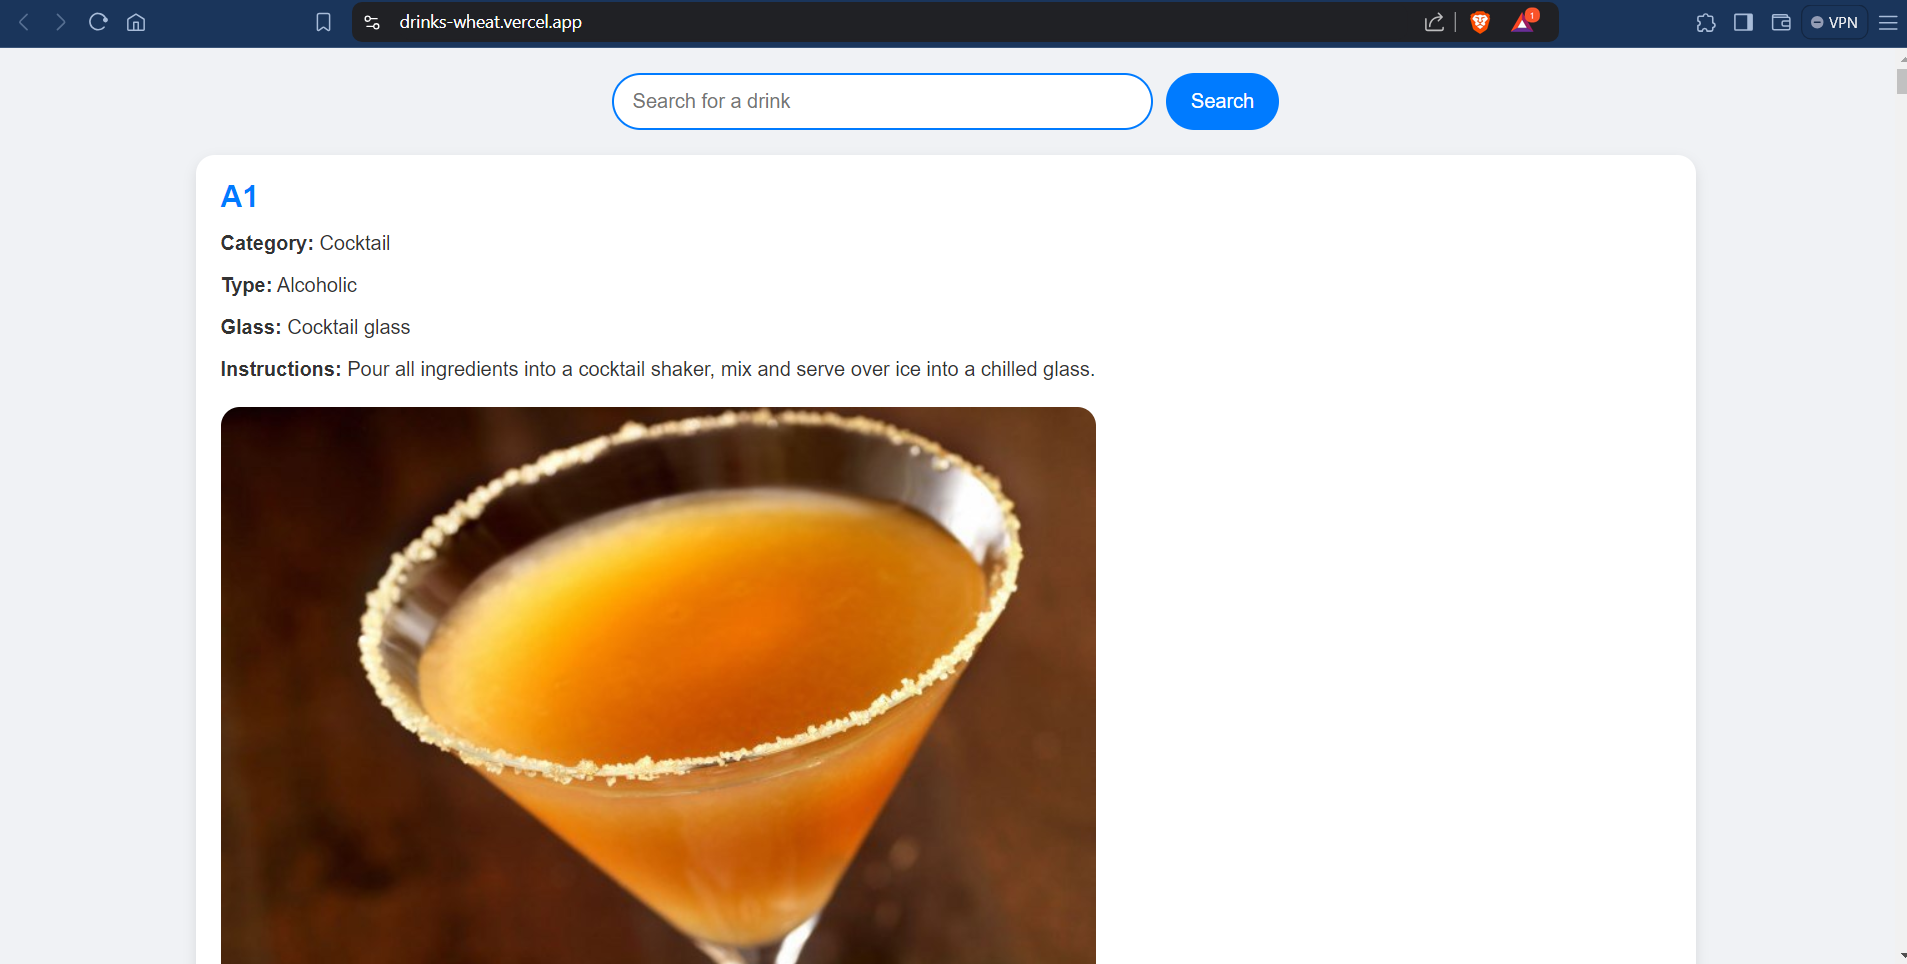 drinks-wheat.vercel.app
1
VPN
Search for a drink
Search
A1
Category: Cocktail
Type: Alcoholic
Glass: Cocktail glass
Instructions: Pour all ingredients into a cocktail shaker, mix and serve over ice into a chilled glass.